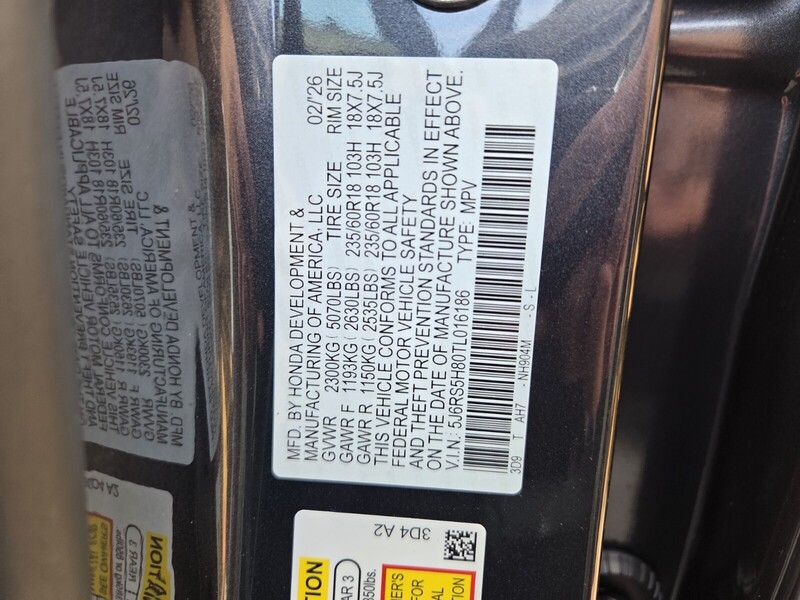 MFD. BY HONDA DEVELOPMENT &
MANUFACTURING OF AMERICA, LLC 02/'26
GVWR 2300KG ( 5070LBS) TIRE SIZE RIM SIZE
GAWR F 1193KG ( 2630LBS) 235/60R18 103H 18X7.5J
GAWR R 1150KG ( 2535LBS) 235/60R18 103H 18X7.5J
THIS VEHICLE CONFORMS TO ALL APPLICABLE
FEDERAL MOTOR VEHICLE SAFETY
AND THEFT PREVENTION STANDARDS IN EFFECT
ON THE DATE OF MANUFACTURE SHOWN ABOVE.
V.I.N.: 5J6RS5H80TL016186 TYPE: MPV
3D9 T AH7 - NH904M - S - L
3D4 A2